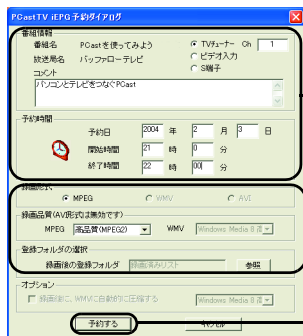 PCastTV iEPG予約ダイアログ
番組情報
番組名 PCastを使ってみよう
放送局名 バッファローテレビ
TVチューナー Ch 1
ビデオ入力
S端子
コメント
パソコンとテレビをつなぐPCast
予約時間
予約日 2004 年 2 月 3 日
開始時間 21 時 0 分
終了時間 22 時 00 分
録画形式
MPEG WMV AVI
録画品質(AVI形式は無効です)
MPEG 高品質(MPEG2) WMV Windows Media 8 高
登録フォルダの選択
録画後の登録フォルダ 録画済みリスト 参照
オプション
録画後に、WMVに自動的に圧縮する Windows Media 8 高
予約する キャンセル